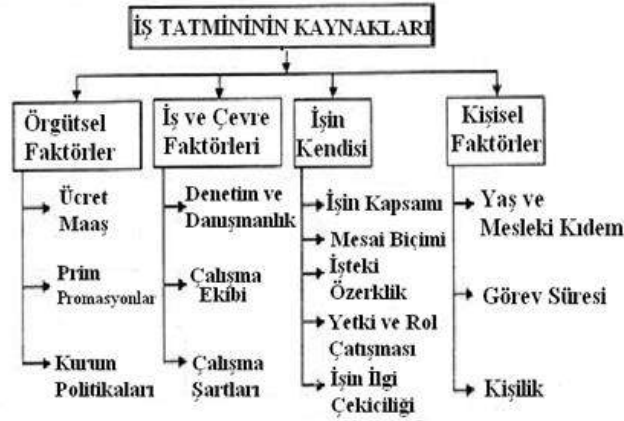 İŞ TATMİNİNİN KAYNAKLARI
Örgütsel
Faktörler
Ücret
Maaş
Prim
Promasyonlar
Kurum
Politikaları
İş ve Çevre
Faktörleri
Denetim ve
Danışmanlık
Çalışma
Ekibi
Çalışma
Şartları
İşin
Kendisi
İşin Kapsamı
Mesai Biçimi
İşteki
Özerklik
Yetki ve Rol
Çatışması
İşin İlgi
Çekiciliği
Kişisel
Faktörler
Yaş ve
Mesleki Kıdem
Görev Süresi
Kişilik